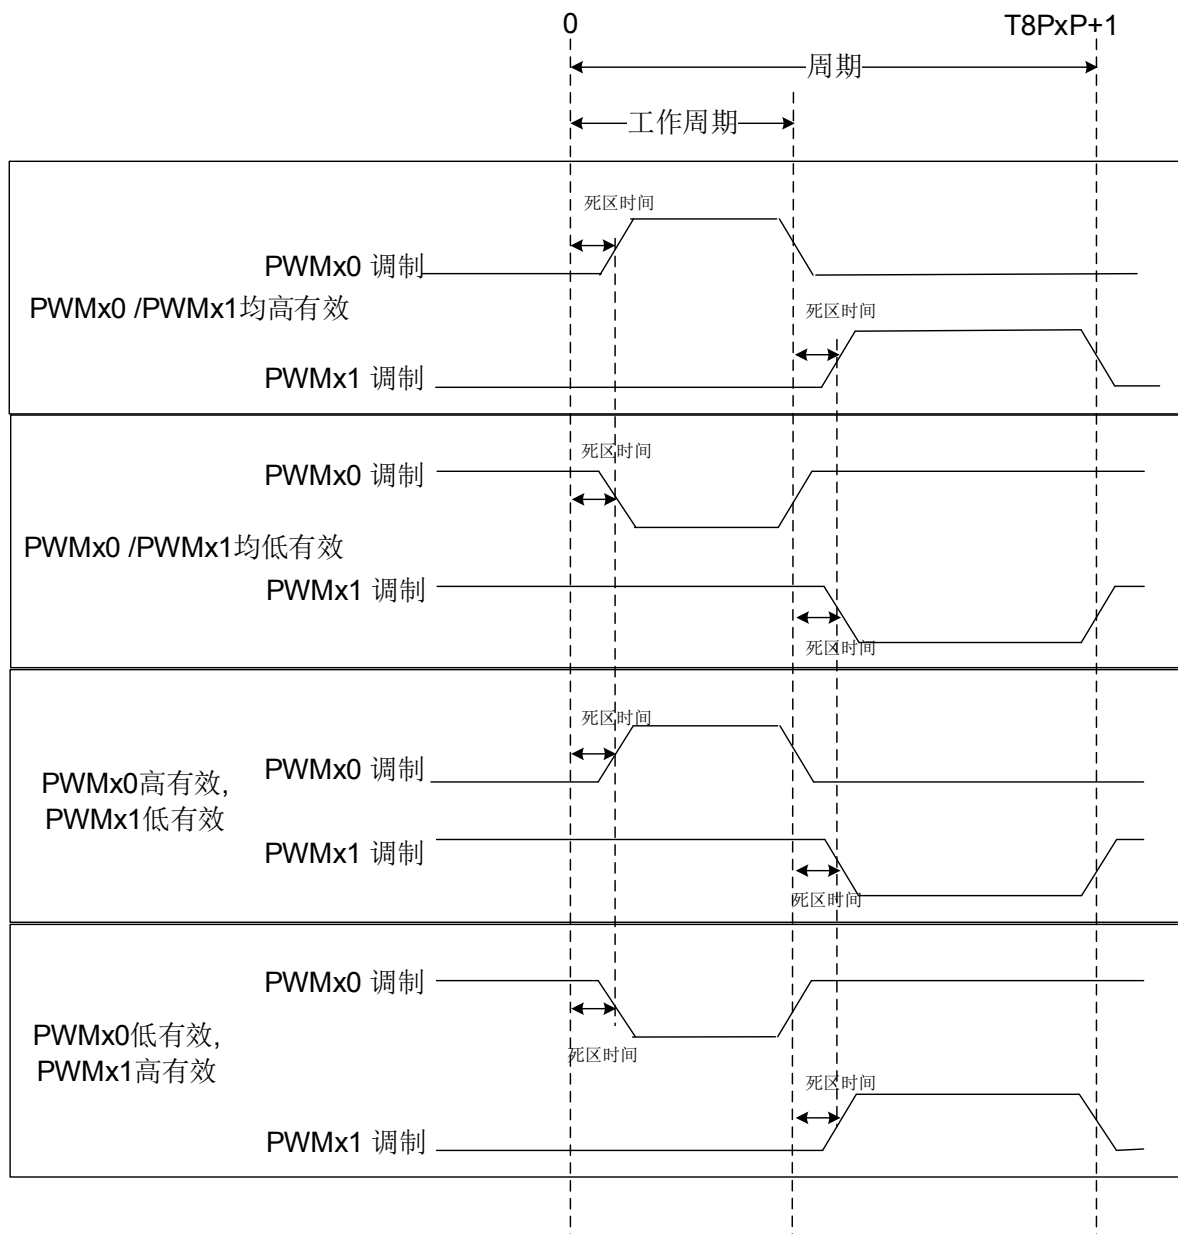 0
T8PxP+1
周期
工作周期
死区时间
PWMx0 调制
PWMx0 /PWMx1均高有效
死区时间
PWMx1 调制
死区时间
PWMx0 调制
PWMx0 /PWMx1均低有效
PWMx1 调制
死区时间
死区时间
PWMx0 调制
PWMx0高有效,
PWMx1低有效
PWMx1 调制
死区时间
PWMx0 调制
PWMx0低有效,
PWMx1高有效
死区时间
死区时间
PWMx1 调制